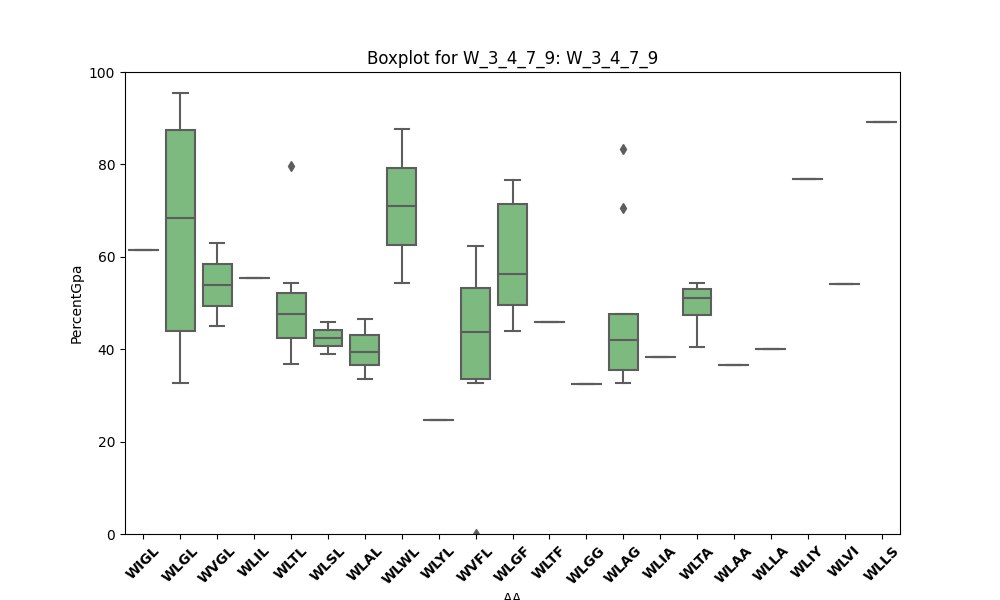 Boxplot for W_3_4_7_9: W_3_4_7_9
PercentGpa
100
80
60
40
20
0
WIGL WLGL WVGL WLIL WLTL WLSL WLAL WLWL WLYL WVFL WLGF WLTF WLGG WLAG WLIA WLTA WLAA WLLA WLIY WLVI WLLS
AA